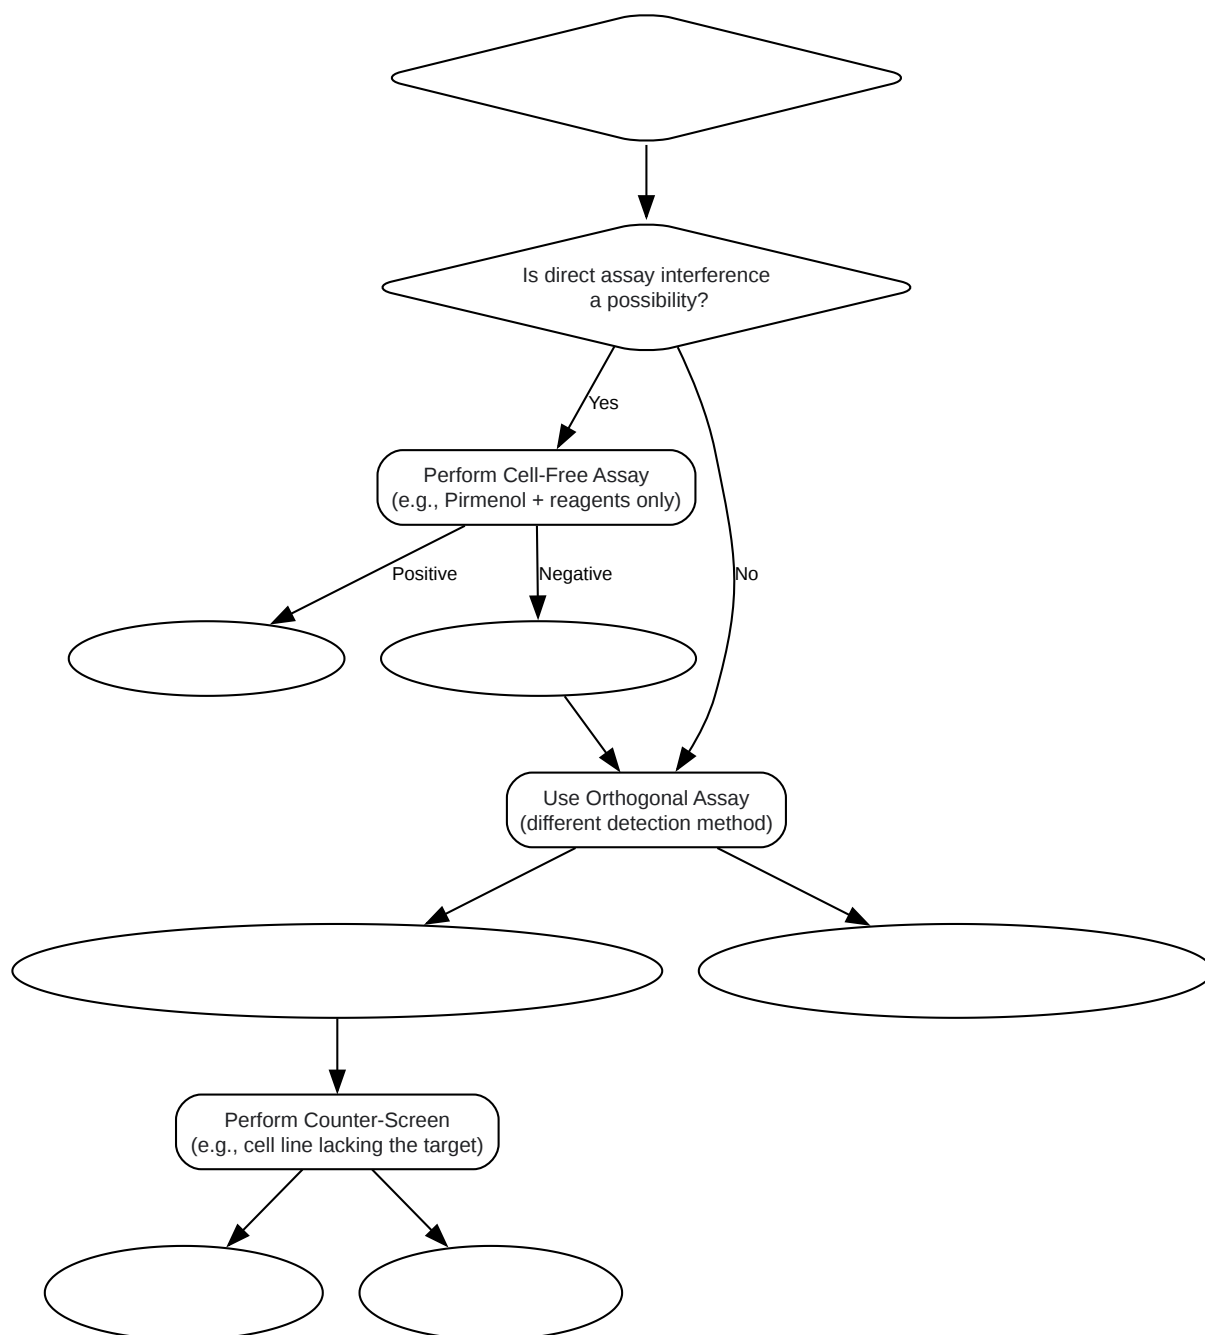 Is direct assay interference
a possibility?
Yes
Perform Cell-Free Assay
(e.g., Pirmenol + reagents only)
Positive
Negative
No
Use Orthogonal Assay
(different detection method)
Perform Counter-Screen
(e.g., cell line lacking the target)